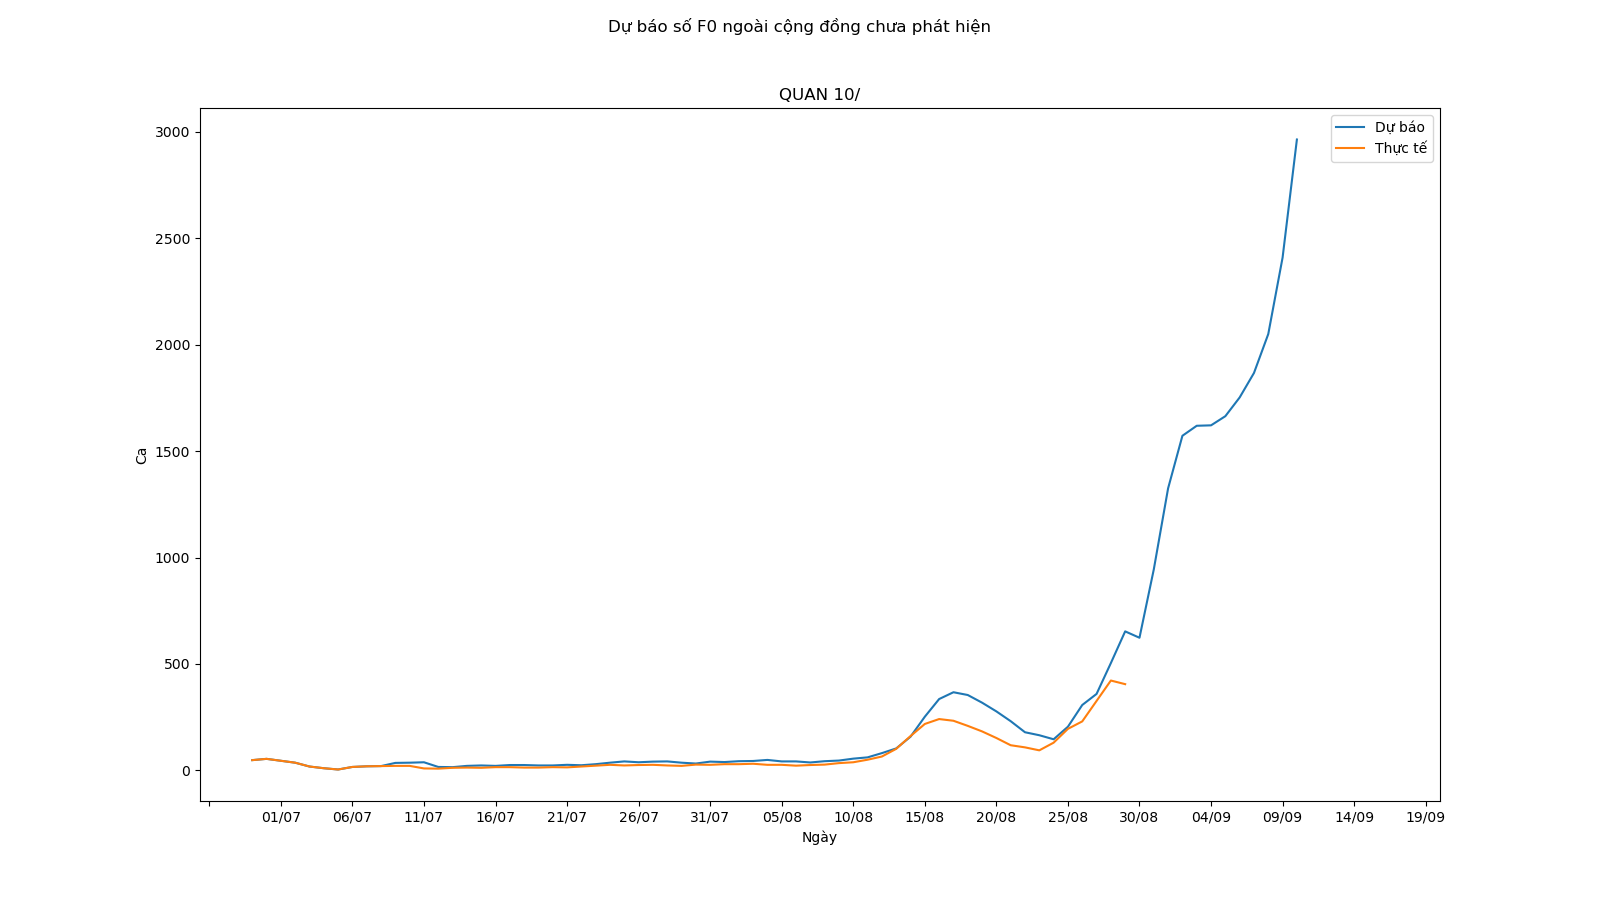 Dự báo số F0 ngoài cộng đồng chưa phát hiện
QUAN 10/
Dự báo
Thực tế
3000
2500
2000
1500
1000
500
0
Ca
01/07 06/07 11/07 16/07 21/07 26/07 31/07 05/08 10/08 15/08 20/08 25/08 30/08 04/09 09/09 14/09 19/09
Ngày